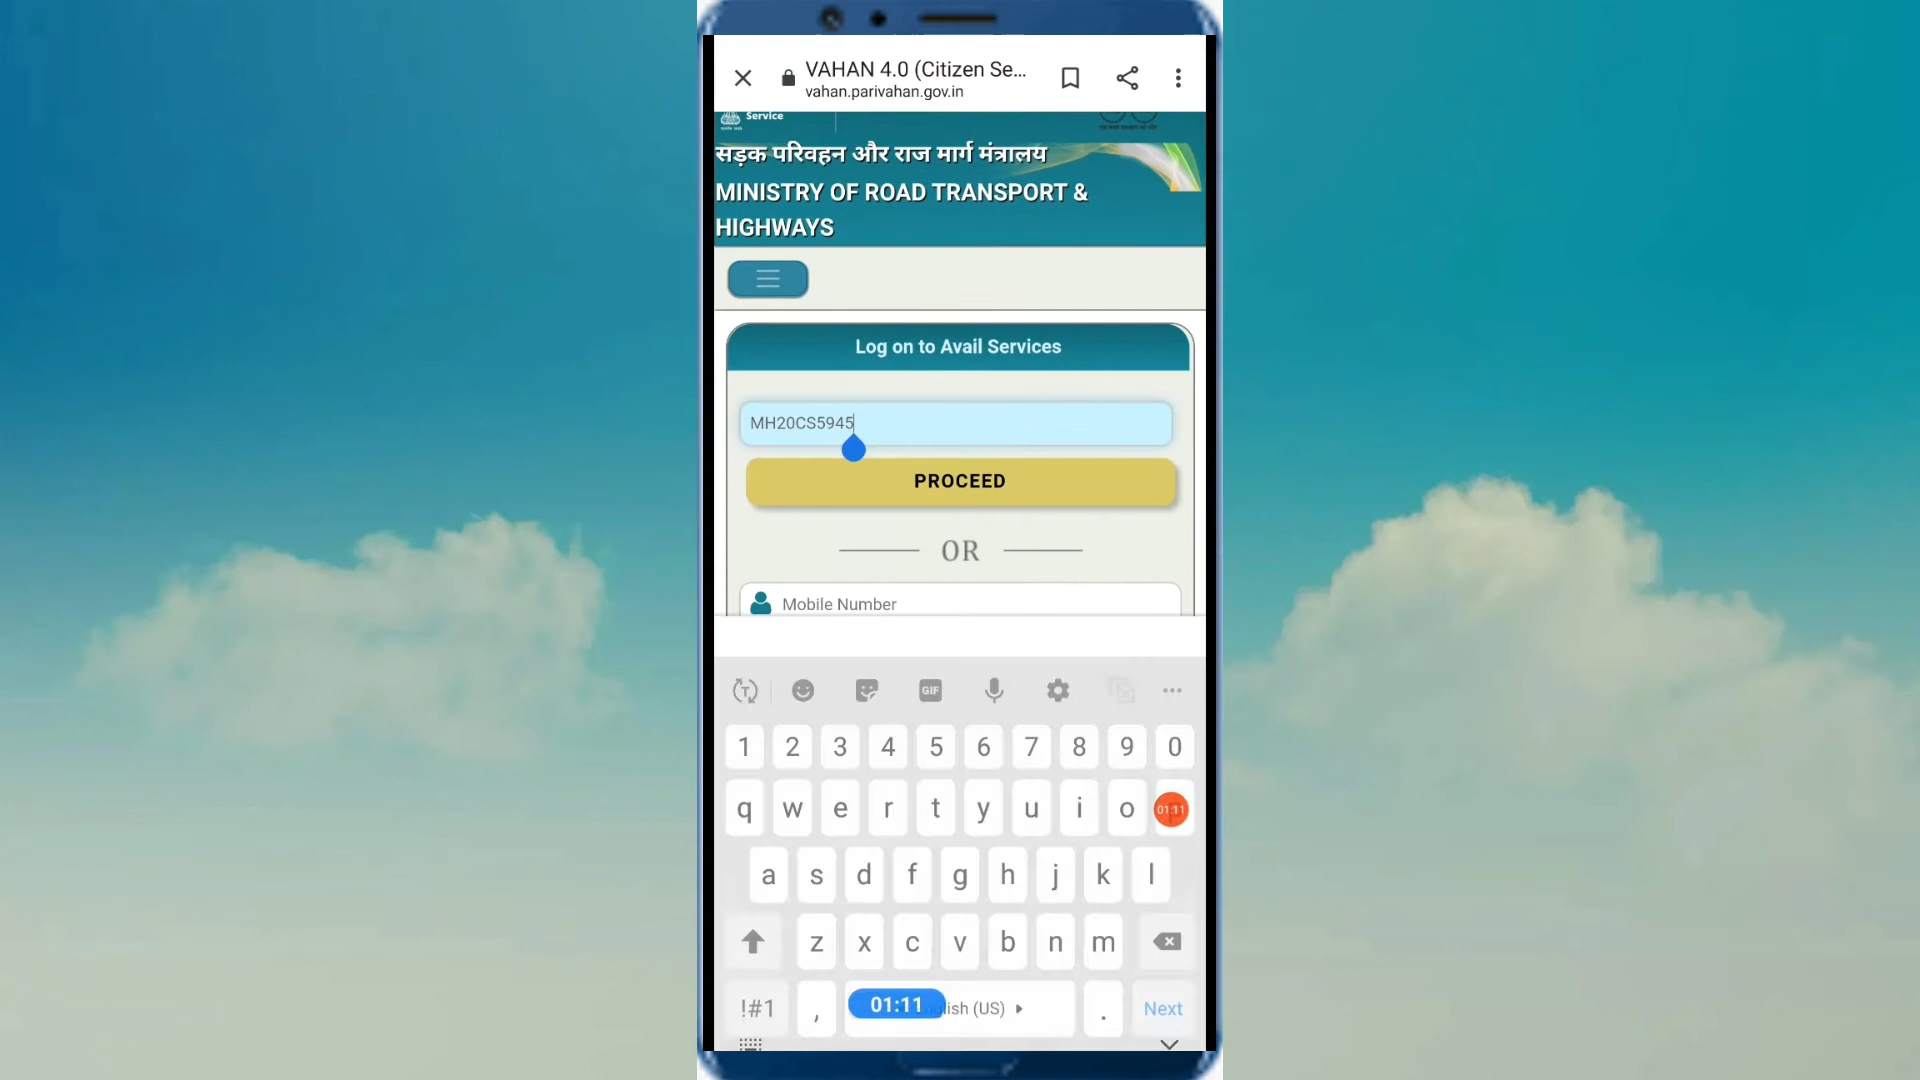 VAHAN 4.0 (Citizen Se...
vahan.parivahan.gov.in
Service
सड़क परिवहन और राज मार्ग मंत्रालय
MINISTRY OF ROAD TRANSPORT &
HIGHWAYS
Log on to Avail Services
MH20CS5945
PROCEED
OR
Mobile Number
GIF
1 2 3 4 5 6 7 8 9 0
q w e r t y u i o p
01:11
a s d f g h j k l
z x c v b n m
!#1 , 01:11 lish (US) . Next